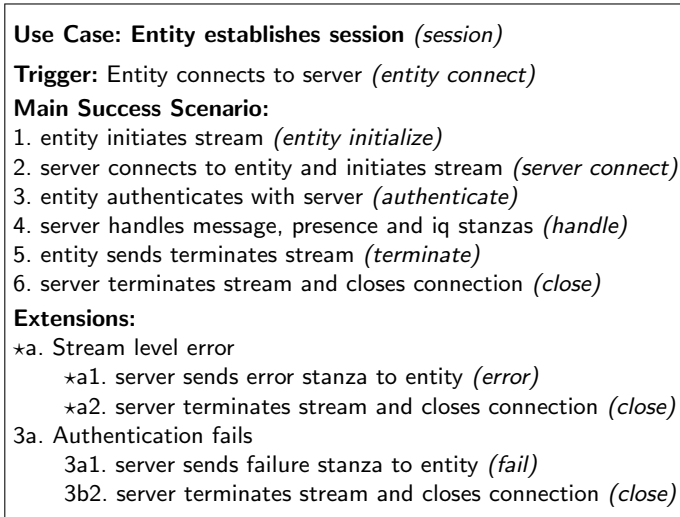 Use Case: Entity establishes session (session)
Trigger: Entity connects to server (entity connect)
Main Success Scenario:
1. entity initiates stream (entity initialize)
2. server connects to entity and initiates stream (server connect)
3. entity authenticates with server (authenticate)
4. server handles message, presence and iq stanzas (handle)
5. entity sends terminates stream (terminate)
6. server terminates stream and closes connection (close)
Extensions:
⋆a. Stream level error
⋆a1. server sends error stanza to entity (error)
⋆a2. server terminates stream and closes connection (close)
3a. Authentication fails
3a1. server sends failure stanza to entity (fail)
3b2. server terminates stream and closes connection (close)